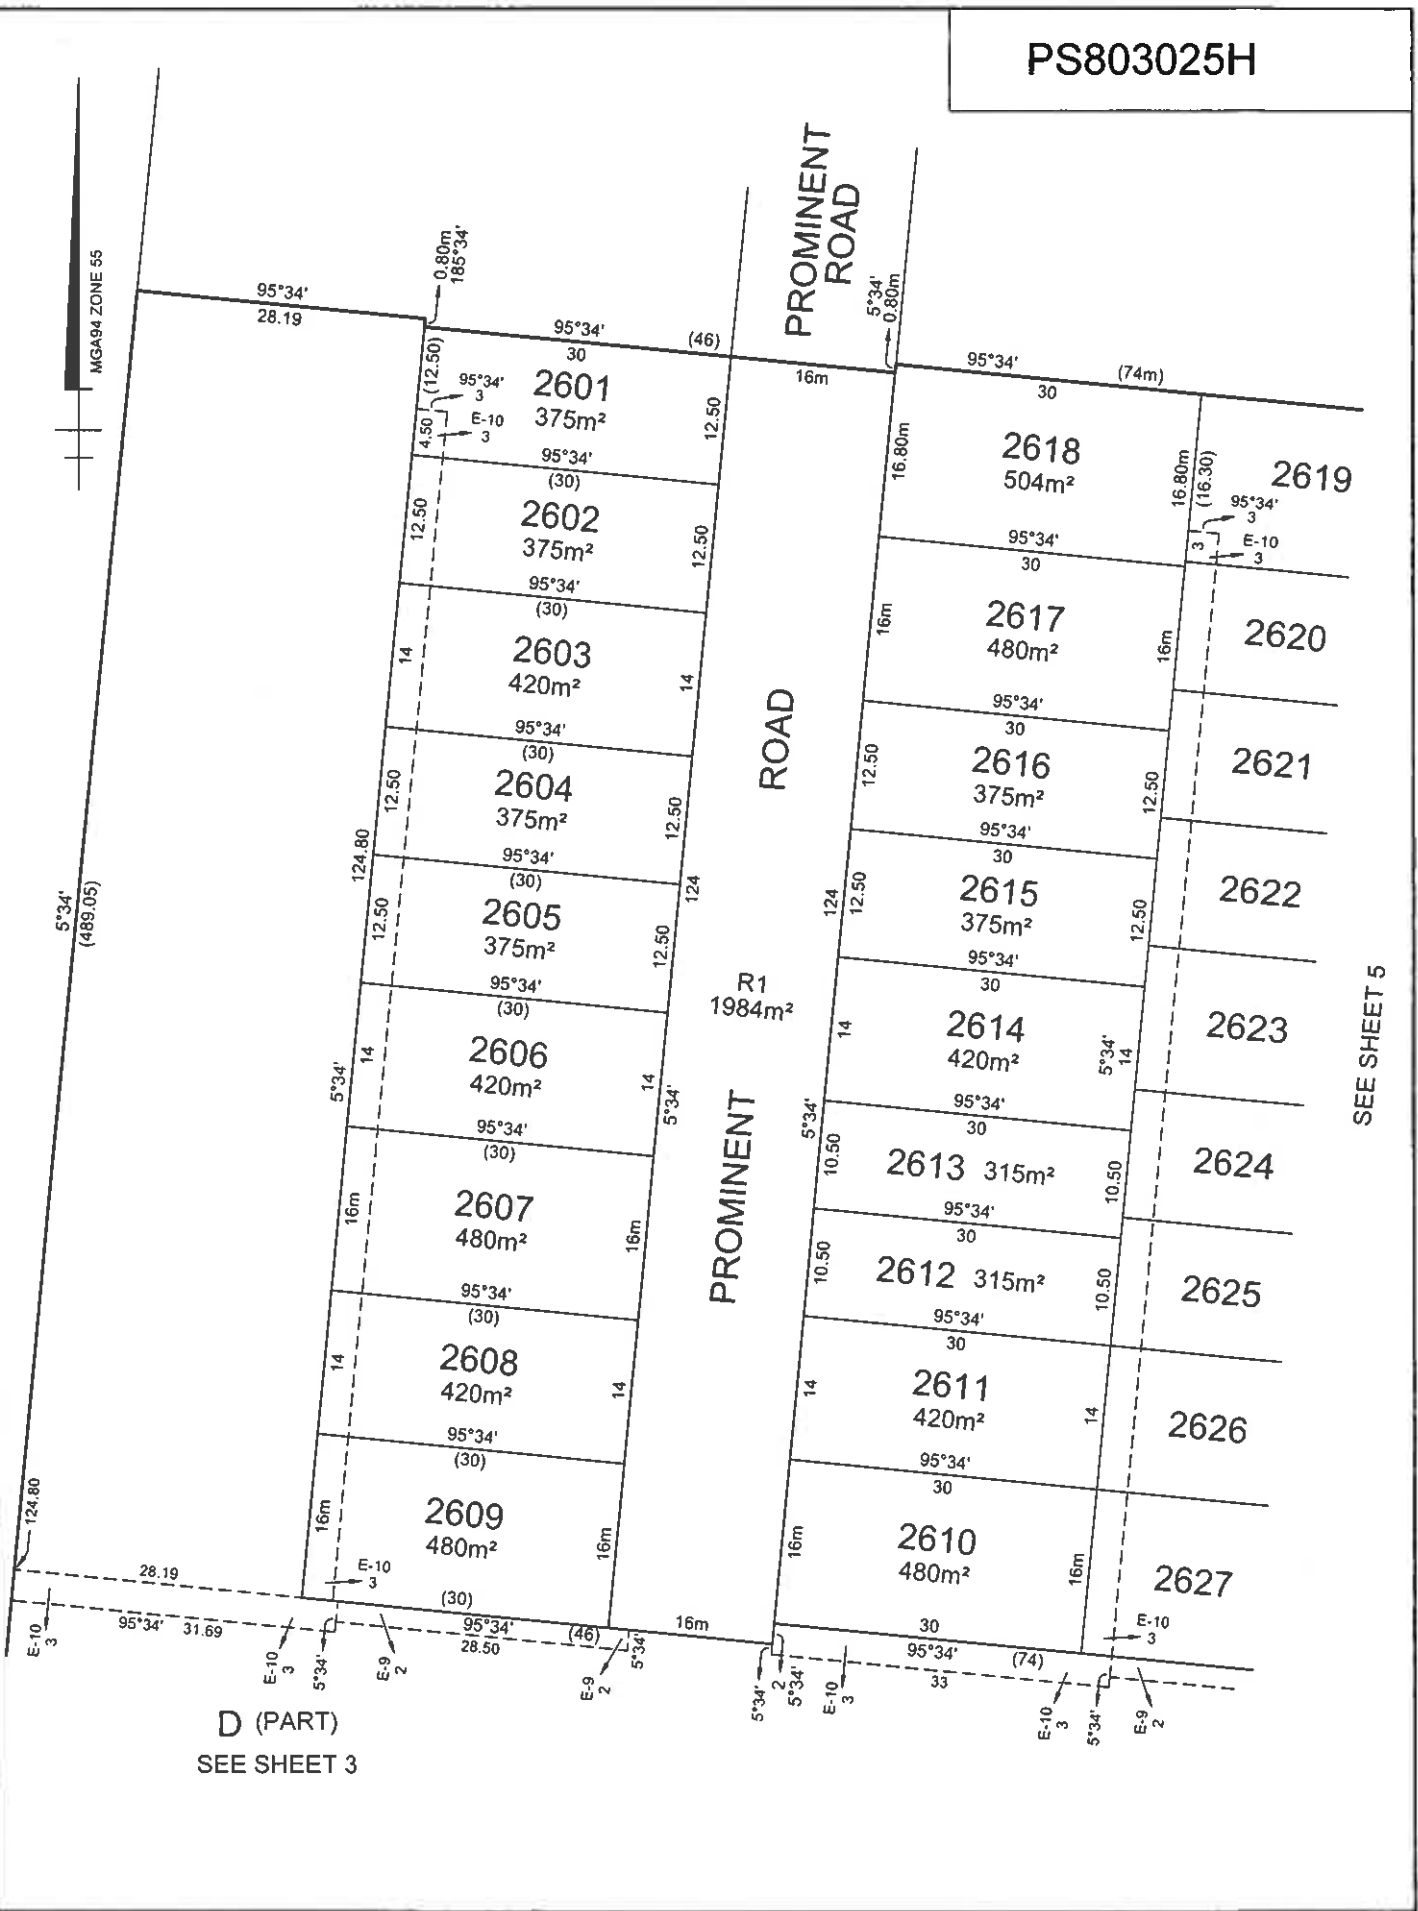 PS803025H
MGA94 ZONE 55
PROMINENT
ROAD
0.80m
185°34'
5°34'
0.80m
95°34'
28.19
95°34'
(46)
30
16m
95°34'
(74m)
30
(12.50)
95°34'
3
E-10
3
4.50
2601
375m²
12.50
95°34'
(30)
12.50
2602
375m²
12.50
95°34'
(30)
14
2603
420m²
14
95°34'
(30)
12.50
2604
375m²
12.50
124.80
95°34'
(30)
124
12.50
2605
375m²
12.50
95°34'
(30)
5°34'
14
2606
420m²
14
5°34'
95°34'
(30)
16m
2607
480m²
16m
95°34'
(30)
14
2608
420m²
14
95°34'
(30)
16m
2609
480m²
16m
E-10
3
(30)
5°34'
(489.05)
124.80
ROAD
R1
1984m²
PROMINENT
16.80m
2618
504m²
16.80m
(16.30)
95°34'
3
3
E-10
3
95°34'
30
16m
2617
480m²
16m
95°34'
30
12.50
2616
375m²
12.50
95°34'
30
124
12.50
2615
375m²
12.50
95°34'
30
14
2614
420m²
5°34'
14
95°34'
30
5°34'
10.50
2613 315m²
10.50
95°34'
30
10.50
2612 315m²
10.50
95°34'
30
14
2611
420m²
14
95°34'
30
16m
2610
480m²
16m
30
2619
2620
2621
2622
2623
2624
2625
2626
2627
E-10
3
SEE SHEET 5
28.19
95°34' 31.69
E-10
3
E-10
3
5°34'
E-9
2
95°34'
28.50
(46)
E-9
2
5°34'
16m
5°34'
2
5°34'
E-10
3
95°34'
(74)
33
E-10
3
5°34'
E-9
2
D (PART)
SEE SHEET 3